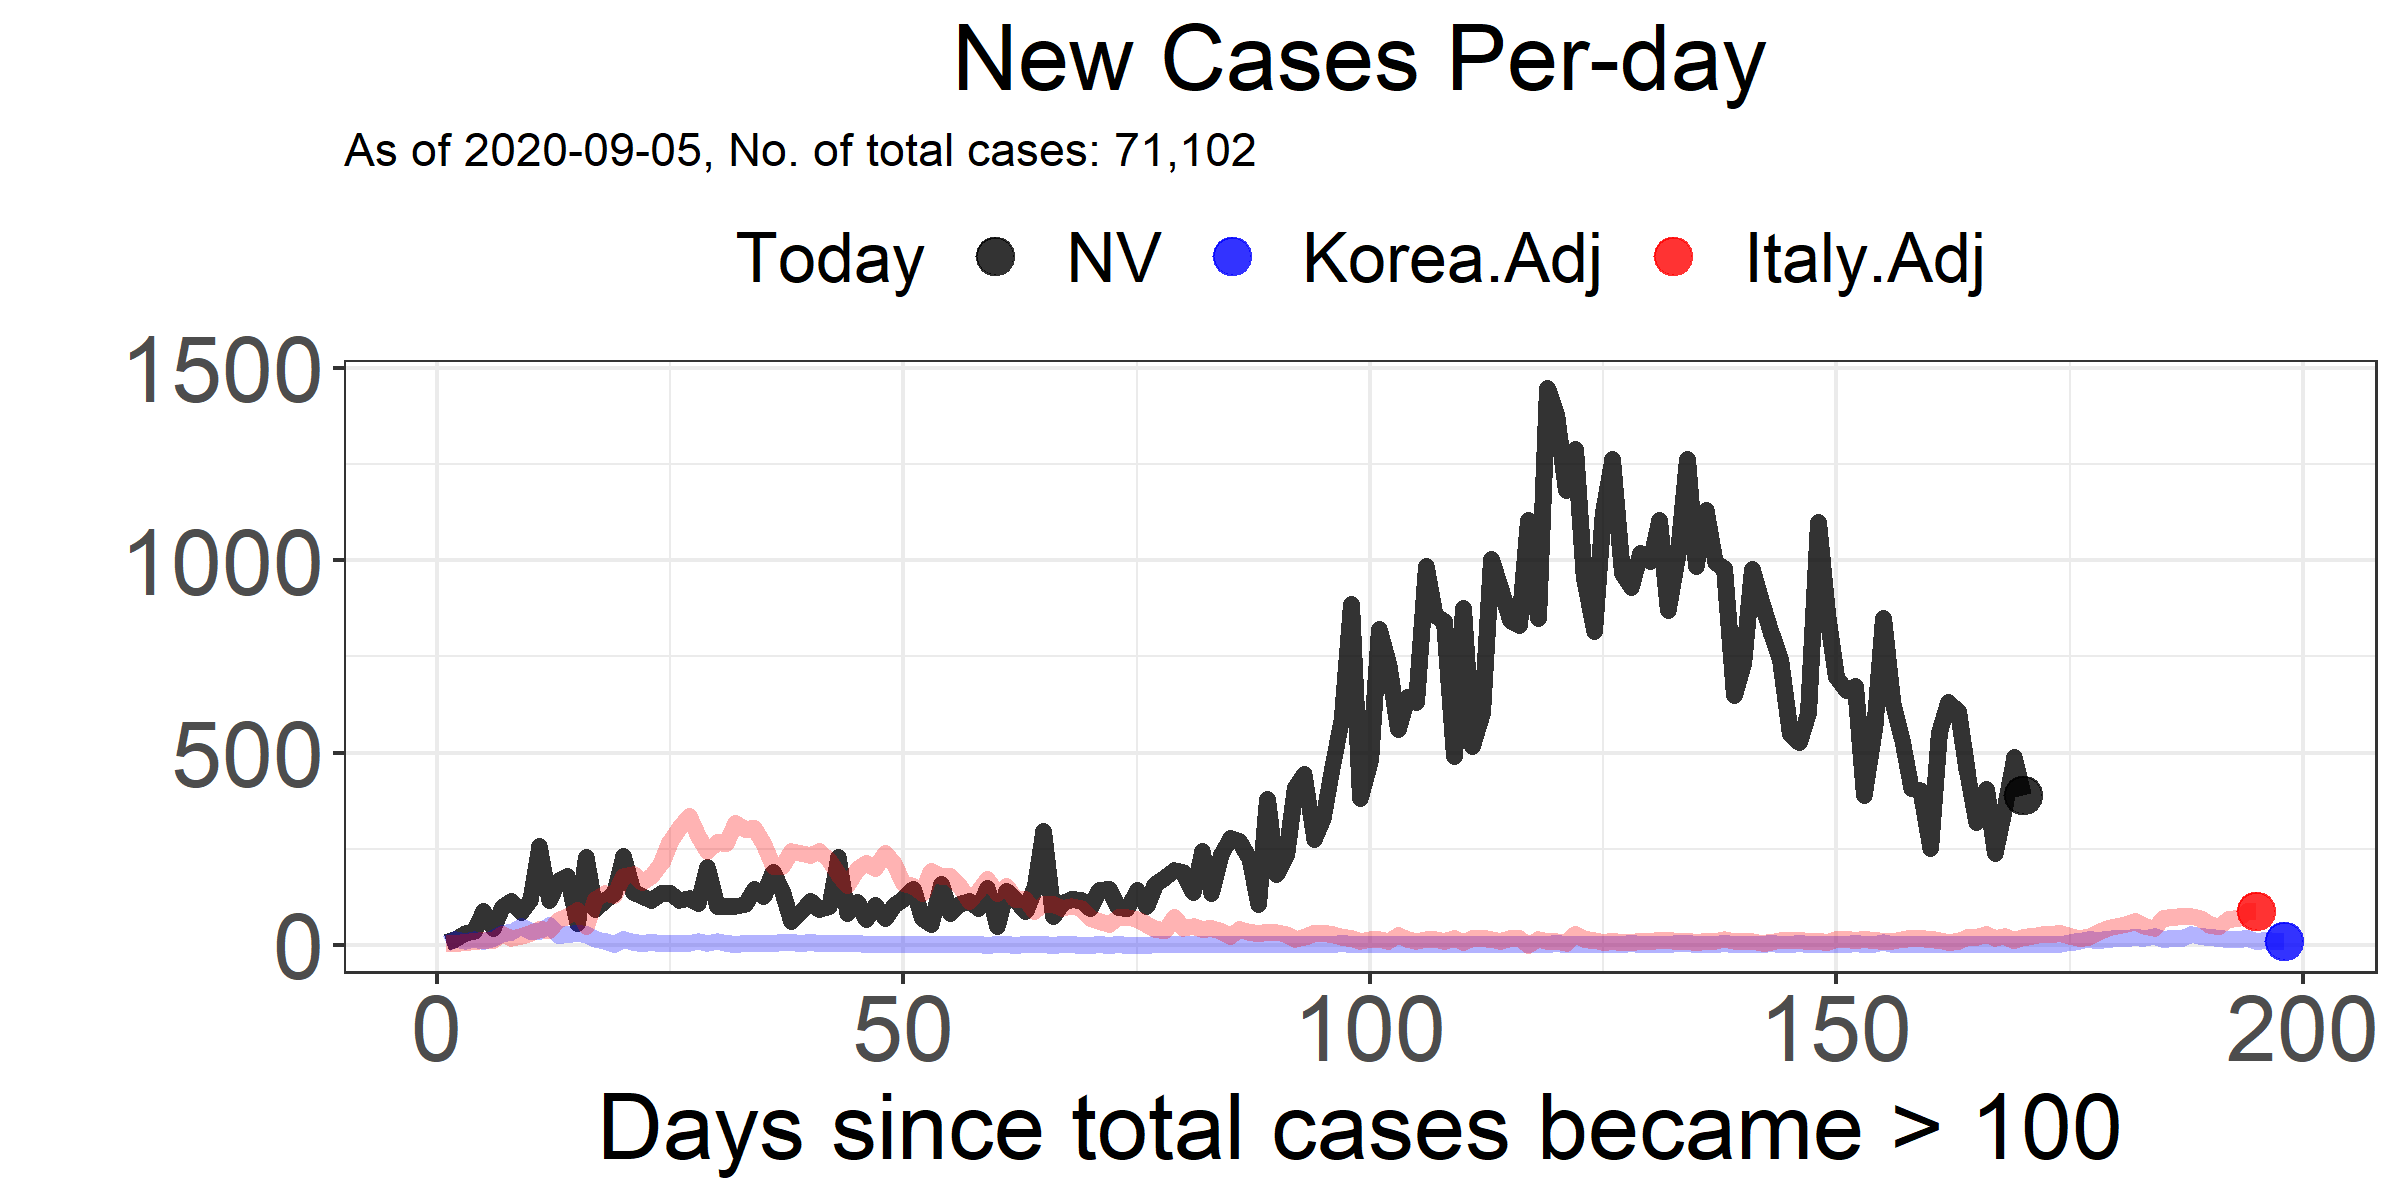 New Cases Per-day
As of 2020-09-05, No. of total cases: 71,102
Today NV Korea.Adj Italy.Adj
1500
1000
500
0
0 50 100 150 200
Days since total cases became > 100